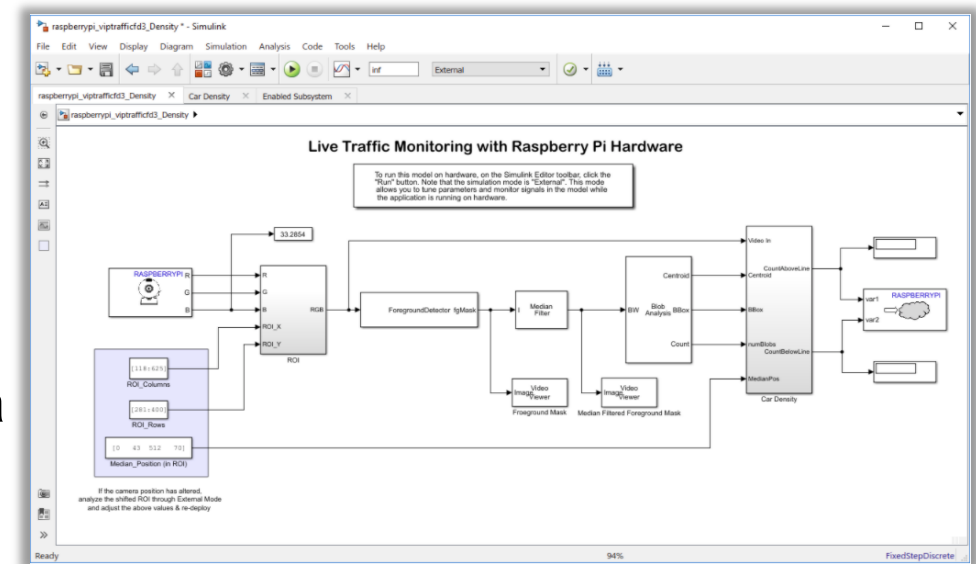 raspberrypi_viptrafficfd3_Density * - Simulink
File Edit View Display Diagram Simulation Analysis Code Tools Help
inf External
raspberrypi_viptrafficfd3_Density Car Density Enabled Subsystem
raspberrypi_viptrafficfd3_Density
Live Traffic Monitoring with Raspberry Pi Hardware
To run this model on hardware, on the Simulink Editor toolbar, click the
"Run" button. Note that the simulation mode is "External". This mode
allows you to tune parameters and monitor signals in the model while
the application is running on hardware.
33.2854
RASPBERRYPI
R
G
B
R
G
B
ROI_X
ROI_Y
RGB
ROI
ForegroundDetector fgMask
I Median
Filter
BW Blob
Analysis
Centroid
BBox
Count
Video In
Centroid
BBox
numBlobs
MedianPos
CountAboveLine
CountBelowLine
Car Density
RASPBERRYPI
var1
var2
[118:625]
ROI_Columns
[281:400]
ROI_Rows
[0 43 512 70]
Median_Position (in ROI)
Image Video
Viewer
Froeground Mask
Image Video
Viewer
Median Filtered Foreground Mask
If the camera position has altered,
analyze the shifted ROI through External Mode
and adjust the above values & re-deploy
Ready 94% FixedStepDiscrete